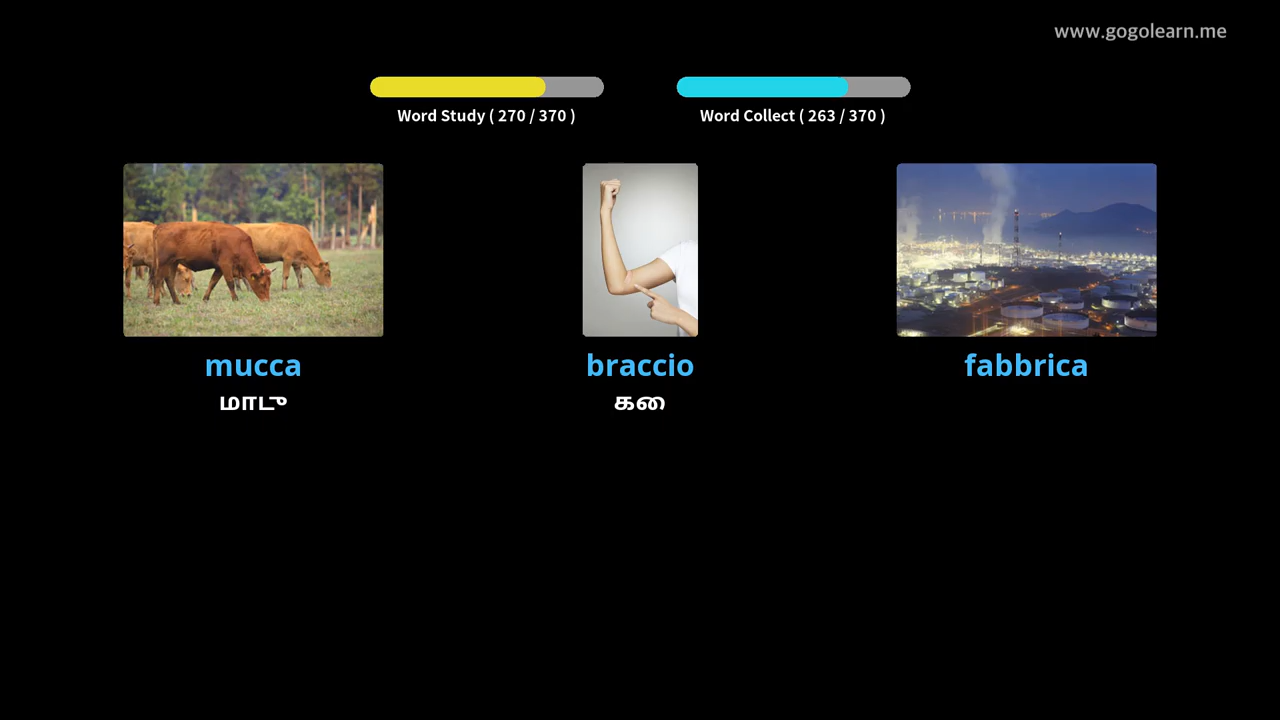 www.gogolearn.me
Word Study ( 270 / 370 )
Word Collect ( 263 / 370 )
mucca
braccio
fabbrica
மாடு
கை